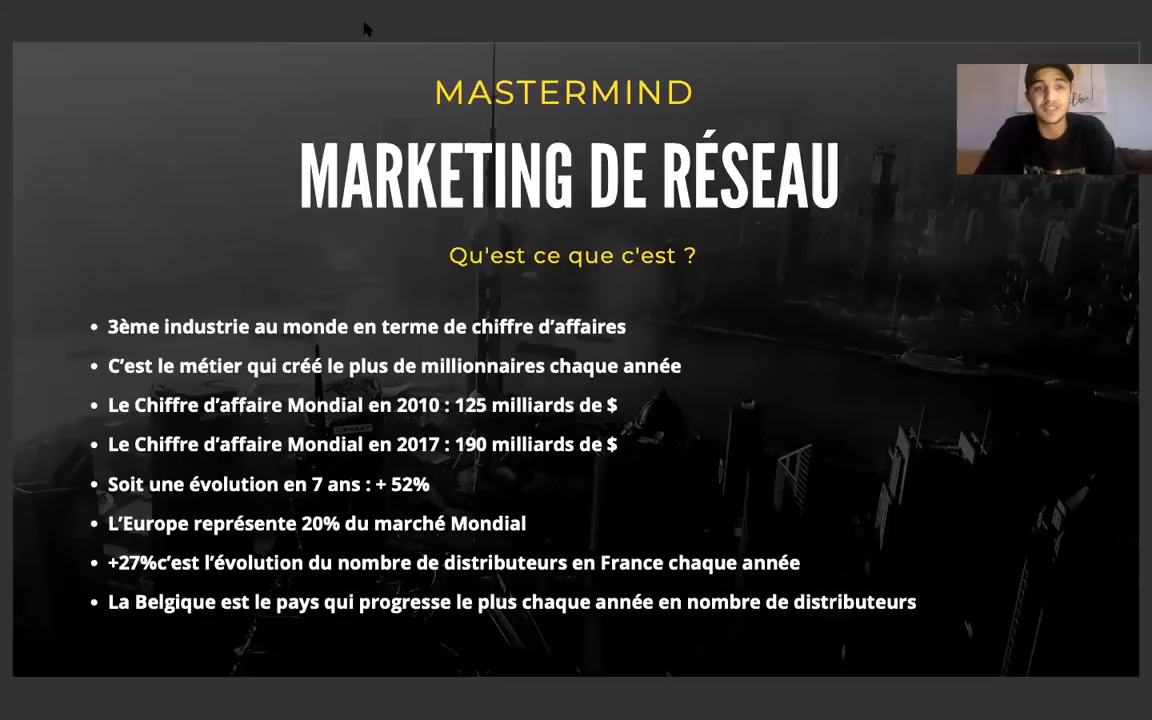 MASTERMIND
MARKETING DE RÉSEAU
Qu'est ce que c'est ?
• 3ème industrie au monde en terme de chiffre d'affaires
• C'est le métier qui créé le plus de millionnaires chaque année
• Le Chiffre d'affaire Mondial en 2010 : 125 milliards de $
• Le Chiffre d'affaire Mondial en 2017 : 190 milliards de $
• Soit une évolution en 7 ans : + 52%
• L'Europe représente 20% du marché Mondial
• +27%c'est l'évolution du nombre de distributeurs en France chaque année
• La Belgique est le pays qui progresse le plus chaque année en nombre de distributeurs